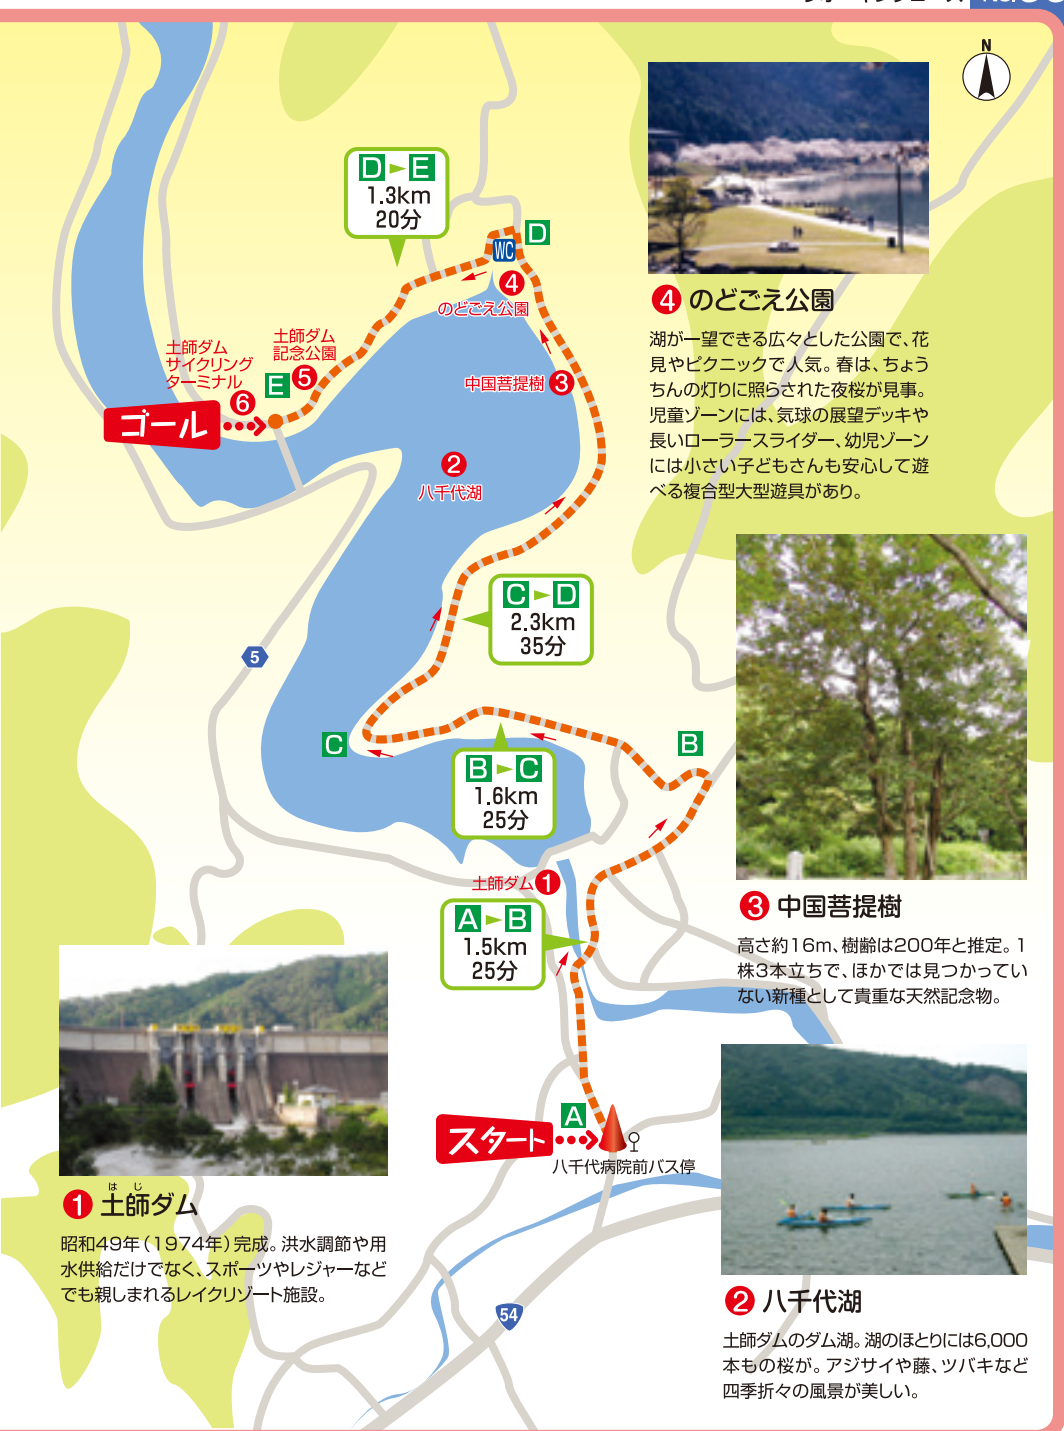 N
D ► E
1.3km
20分
D
WC
4
のどごえ公園
土師ダム
記念公園
5
土師ダム
サイクリング
ターミナル
6
E
ゴール
中国菩提樹 3
2
八千代湖
C ► D
2.3km
35分
5
C
B
B ► C
1.6km
25分
土師ダム 1
A ► B
1.5km
25分
A
スタート
八千代病院前バス停
54
4 のどごえ公園
湖が一望できる広々とした公園で、花
見やピクニックで人気。春は、ちょう
ちんの灯りに照らされた夜桜が見事。
児童ゾーンには、気球の展望デッキや
長いローラースライダー、幼児ゾーン
には小さい子どもさんも安心して遊
べる複合型大型遊具があり。
3 中国菩提樹
高さ約16m、樹齢は200年と推定。1
株3本立ちで、ほかでは見つかってい
ない新種として貴重な天然記念物。
1 土師ダム
は じ
昭和49年（1974年）完成。洪水調節や用
水供給だけでなく、スポーツやレジャーなど
でも親しまれるレイクリゾート施設。
2 八千代湖
土師ダムのダム湖。湖のほとりには6,000
本もの桜が。アジサイや藤、ツバキなど
四季折々の風景が美しい。